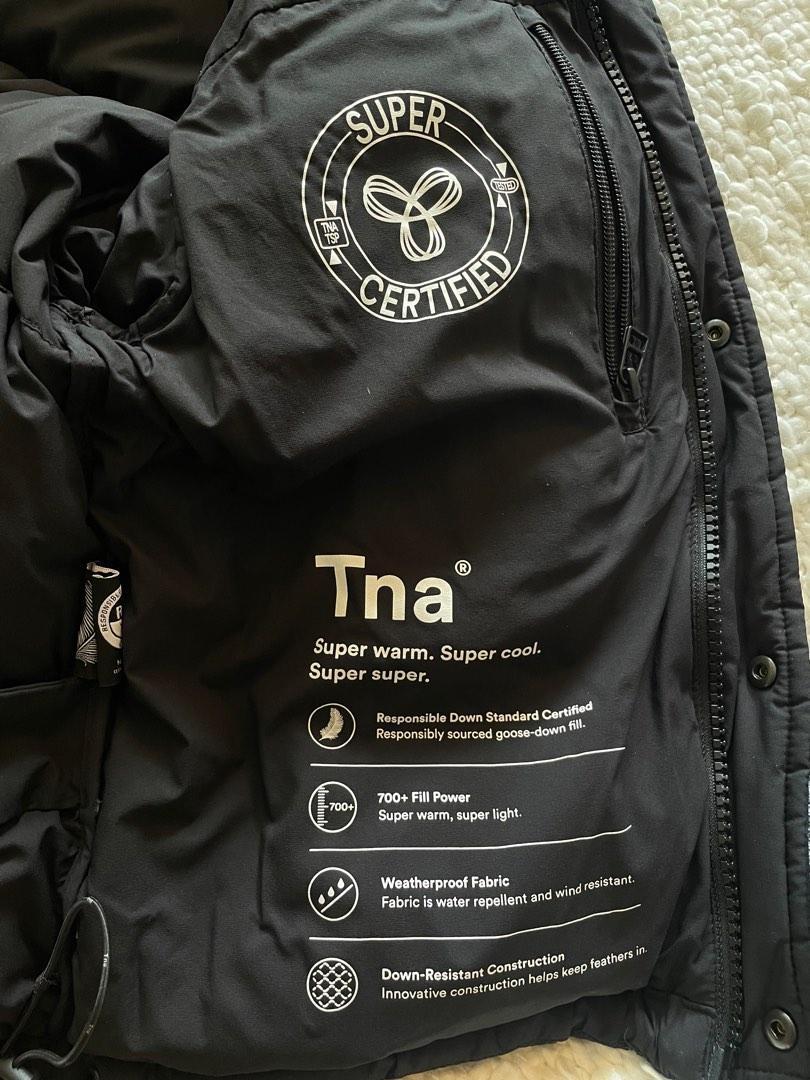 SUPER
TESTED
TNA
TSP
CERTIFIED
Tna®
Super warm. Super cool.
Super super.
Responsible Down Standard Certified
Responsibly sourced goose-down fill.
700+
700+ Fill Power
Super warm, super light.
Weatherproof Fabric
Fabric is water repellent and wind resistant.
Down-Resistant Construction
Innovative construction helps keep feathers in.